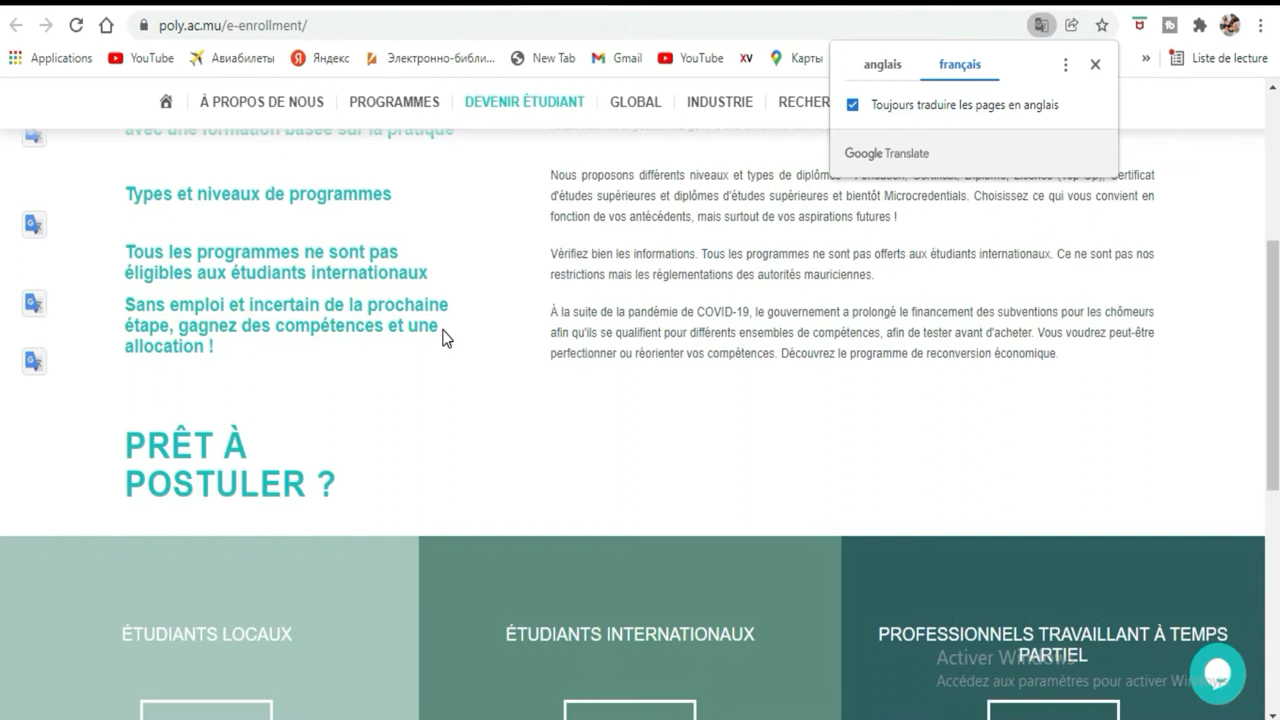 poly.ac.mu/e-enrollment/
Applications YouTube Авиабилеты Яндекс Электронно-библи... New Tab Gmail YouTube XV Карты » Liste de lecture
anglais français
Toujours traduire les pages en anglais
Google Translate
À PROPOS DE NOUS PROGRAMMES DEVENIR ÉTUDIANT GLOBAL INDUSTRIE RECHER
avec une formation basée sur la pratique
Types et niveaux de programmes
Nous proposons différents niveaux et types de diplômes - Fondation, Certificat, Diplôme, Licence (Top Up), Certificat
d'études supérieures et diplômes d'études supérieures et bientôt Microcredentials. Choisissez ce qui vous convient en
fonction de vos antécédents, mais surtout de vos aspirations futures !
Tous les programmes ne sont pas
éligibles aux étudiants internationaux
Vérifiez bien les informations. Tous les programmes ne sont pas offerts aux étudiants internationaux. Ce ne sont pas nos
restrictions mais les réglementations des autorités mauriciennes.
Sans emploi et incertain de la prochaine
étape, gagnez des compétences et une
allocation !
À la suite de la pandémie de COVID-19, le gouvernement a prolongé le financement des subventions pour les chômeurs
afin qu'ils se qualifient pour différents ensembles de compétences, afin de tester avant d'acheter. Vous voudrez peut-être
perfectionner ou réorienter vos compétences. Découvrez le programme de reconversion économique.
PRÊT À
POSTULER ?
ÉTUDIANTS LOCAUX
ÉTUDIANTS INTERNATIONAUX
PROFESSIONNELS TRAVAILLANT À TEMPS
PARTIEL
Activer Windows
Accédez aux paramètres pour activer Windows.